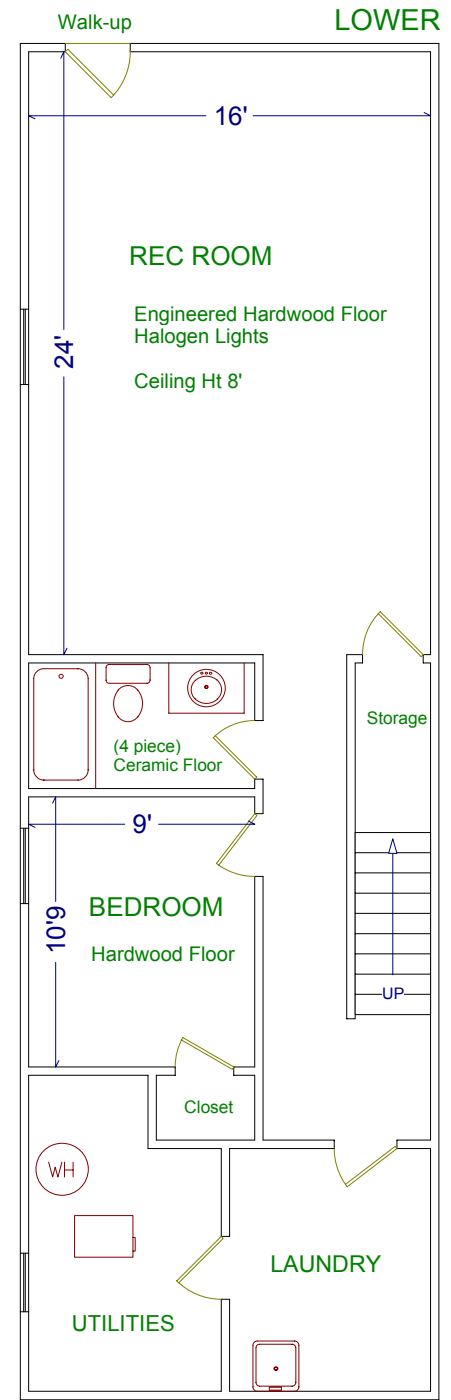 Walk-up
LOWER
16'
REC ROOM
Engineered Hardwood Floor
Halogen Lights
Ceiling Ht 8'
24'
Storage
(4 piece)
Ceramic Floor
9'
BEDROOM
Hardwood Floor
10'9
UP
Closet
WH
LAUNDRY
UTILITIES